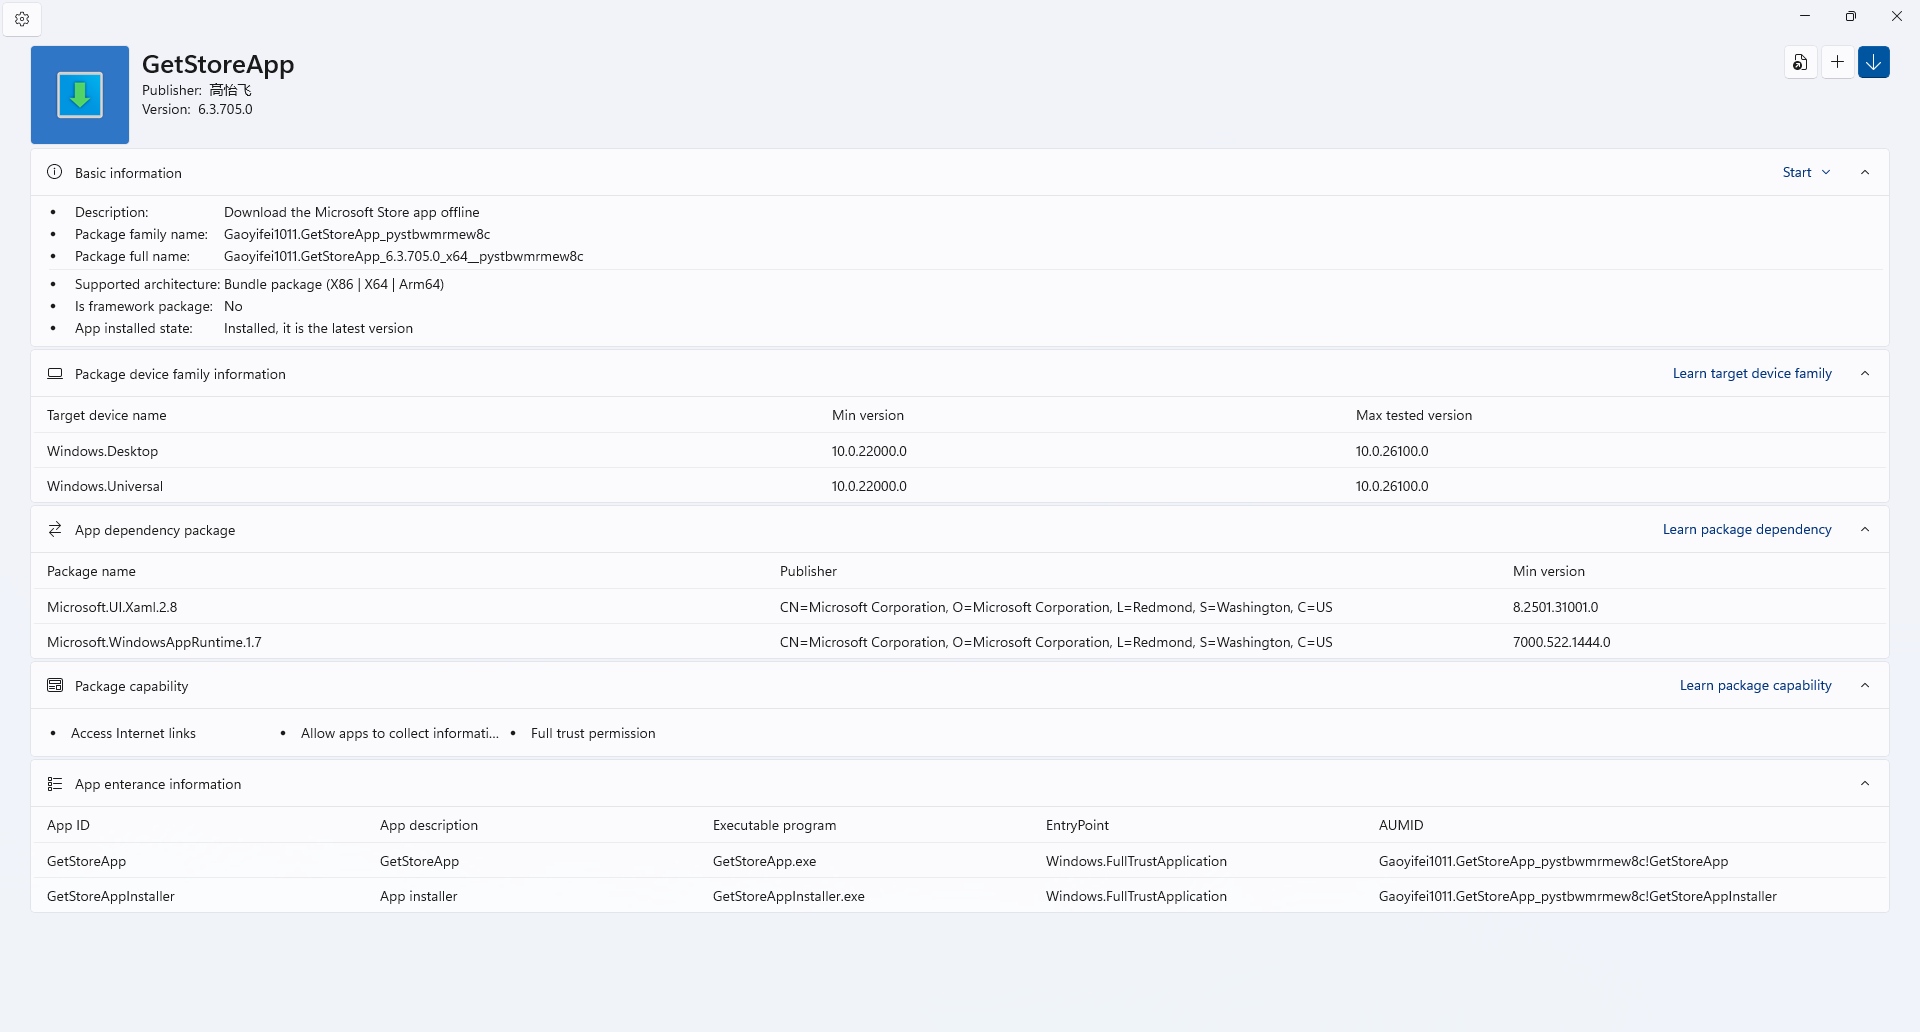 GetStoreApp
Publisher: 高怡飞
Version: 6.3.705.0
Basic information Start
• Description: Download the Microsoft Store app offline
• Package family name: Gaoyifei1011.GetStoreApp_pystbwmrmew8c
• Package full name: Gaoyifei1011.GetStoreApp_6.3.705.0_x64__pystbwmrmew8c
• Supported architecture: Bundle package (X86 | X64 | Arm64)
• Is framework package: No
• App installed state: Installed, it is the latest version
Package device family information Learn target device family
Target device name Min version Max tested version
Windows.Desktop 10.0.22000.0 10.0.26100.0
Windows.Universal 10.0.22000.0 10.0.26100.0
App dependency package Learn package dependency
Package name Publisher Min version
Microsoft.UI.Xaml.2.8 CN=Microsoft Corporation, O=Microsoft Corporation, L=Redmond, S=Washington, C=US 8.2501.31001.0
Microsoft.WindowsAppRuntime.1.7 CN=Microsoft Corporation, O=Microsoft Corporation, L=Redmond, S=Washington, C=US 7000.522.1444.0
Package capability Learn package capability
• Access Internet links • Allow apps to collect informati... • Full trust permission
App enterance information
App ID App description Executable program EntryPoint AUMID
GetStoreApp GetStoreApp GetStoreApp.exe Windows.FullTrustApplication Gaoyifei1011.GetStoreApp_pystbwmrmew8c!GetStoreApp
GetStoreAppInstaller App installer GetStoreAppInstaller.exe Windows.FullTrustApplication Gaoyifei1011.GetStoreApp_pystbwmrmew8c!GetStoreAppInstaller